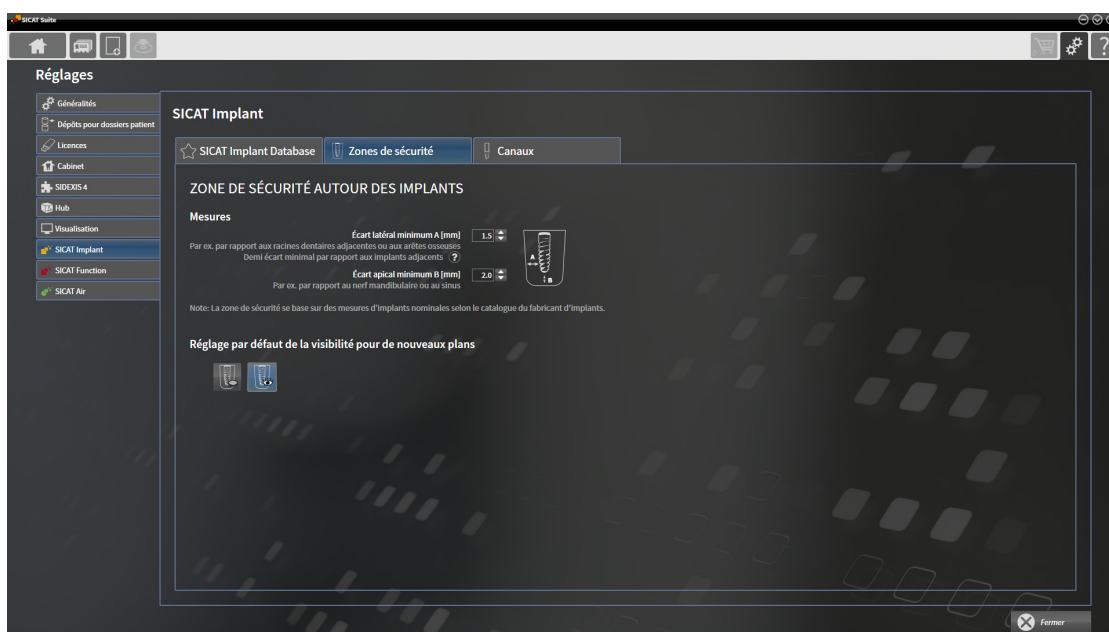 SICAT Suite
?
Réglages
Généralités
Dépôts pour dossiers patient
Licences
Cabinet
SIDEXIS 4
Hub
Visualisation
SICAT Implant
SICAT Function
SICAT Air
SICAT Implant
SICAT Implant Database
Zones de sécurité
Canaux
ZONE DE SÉCURITÉ AUTOUR DES IMPLANTS
Mesures
Écart latéral minimum A [mm] 1.5
Par ex. par rapport aux racines dentaires adjacentes ou aux arêtes osseuses
Demi écart minimal par rapport aux implants adjacents ?
Écart apical minimum B [mm] 2.0
Par ex. par rapport au nerf mandibulaire ou au sinus
A
B
Note: La zone de sécurité se base sur des mesures d'implants nominales selon le catalogue du fabricant d'implants.
Réglage par défaut de la visibilité pour de nouveaux plans
Fermer